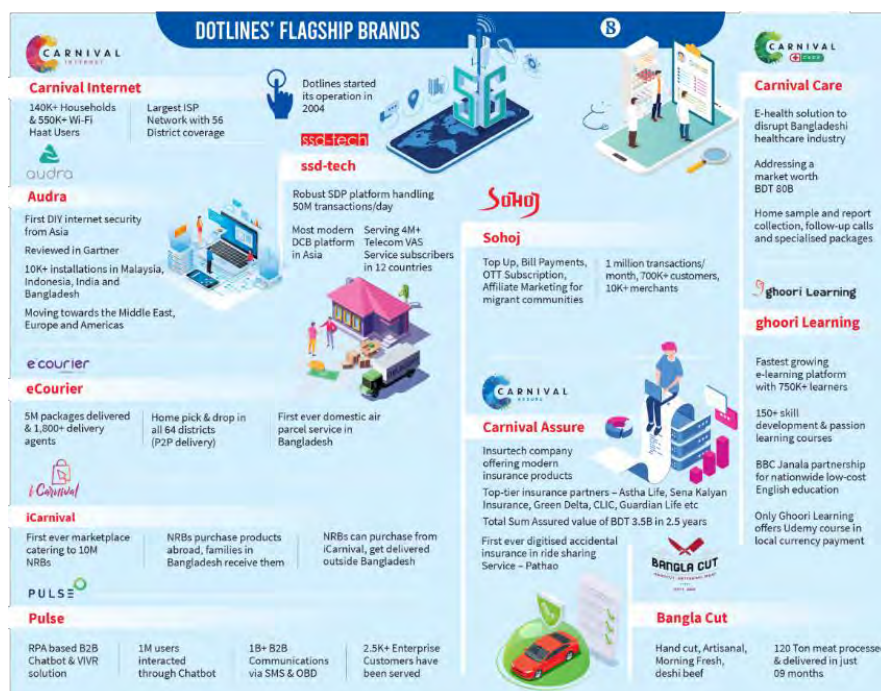 DOTLINES' FLAGSHIP BRANDS
B
CARNIVAL
INTERNET
Carnival Internet
140K+ Households
& 550K+ Wi-Fi
Haat Users
Largest ISP
Network with 56
District coverage
Dotlines started
its operation in
2004
5G
audra
Audra
First DIY internet security
from Asia
Reviewed in Gartner
10K+ installations in Malaysia,
Indonesia, India and
Bangladesh
Moving towards the Middle East,
Europe and Americas
ssd-tech
ssd-tech
Robust SDP platform handling
50M transactions/day
Most modern
DCB platform
in Asia
Serving 4M+
Telecom VAS
Service subscribers
in 12 countries
e-courier
eCourier
5M packages delivered
& 1,800+ delivery
agents
Home pick & drop in
all 64 districts
(P2P delivery)
First ever domestic air
parcel service in
Bangladesh
i-Carnival
iCarnival
First ever marketplace
catering to 10M
NRBs
NRBs purchase products
abroad, families in
Bangladesh receive them
NRBs can purchase from
iCarnival, get delivered
outside Bangladesh
PULSE
Pulse
RPA based B2B
Chatbot & VIVR
solution
1M users
interacted
through Chatbot
1B+ B2B
Communications
via SMS & OBD
2.5K+ Enterprise
Customers have
been served
SOHOJ
Sohoj
Top Up, Bill Payments,
OTT Subscription,
Affiliate Marketing for
migrant communities
1 million transactions/
month, 700K+ customers,
10K+ merchants
CARNIVAL
ASSURE
Carnival Assure
Insurtech company
offering modern
insurance products
Top-tier insurance partners – Astha Life, Sena Kalyan
Insurance, Green Delta, CLIC, Guardian Life etc
Total Sum Assured value of BDT 3.5B in 2.5 years
First ever digitised accidental
insurance in ride sharing
Service – Pathao
CARNIVAL
CARE
Carnival Care
E-health solution to
disrupt Bangladeshi
healthcare industry
Addressing a
market worth
BDT 80B
Home sample and report
collection, follow-up calls
and specialised packages
ghoori Learning
ghoori Learning
Fastest growing
e-learning platform
with 750K+ learners
150+ skill
development & passion
learning courses
BBC Janala partnership
for nationwide low-cost
English education
Only Ghoori Learning
offers Udemy course in
local currency payment
BANGLA CUT
Bangla Cut
Hand cut, Artisanal,
Morning Fresh,
deshi beef
120 Ton meat processed
& delivered in just
09 months